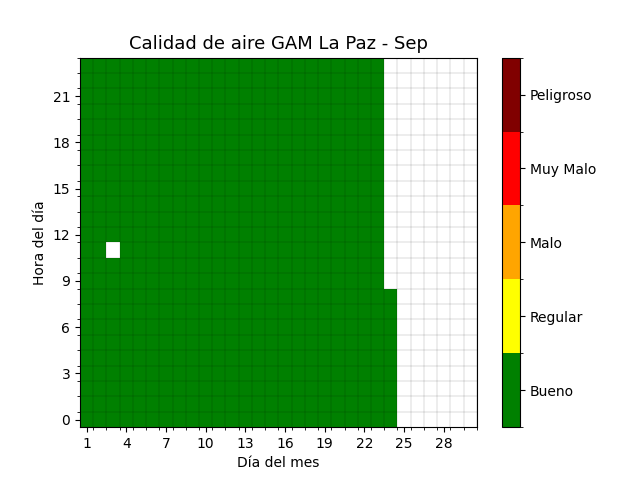 Calidad de aire GAM La Paz - Sep
21
18
15
12
9
6
3
0
Hora del día
1 4 7 10 13 16 19 22 25 28
Día del mes
Peligroso
Muy Malo
Malo
Regular
Bueno